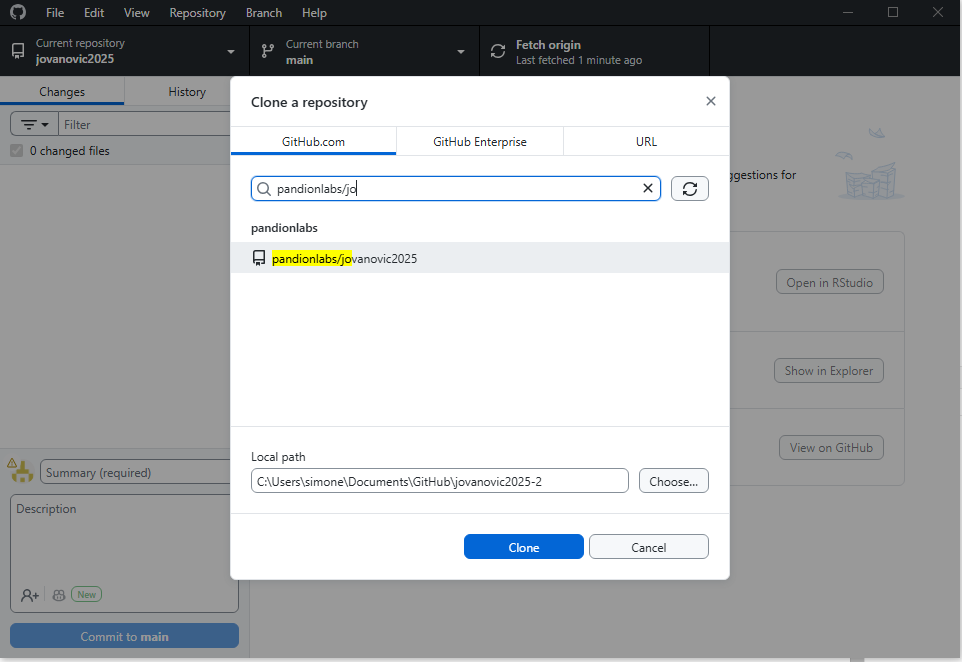 File Edit View Repository Branch Help
Current repository
jovanovic2025
Current branch
main
Fetch origin
Last fetched 1 minute ago
Changes History
Filter
0 changed files
Clone a repository
GitHub.com GitHub Enterprise URL
pandionlabs/jo
pandionlabs
pandionlabs/jovanovic2025
Local path
C:\Users\simone\Documents\GitHub\jovanovic2025-2
Choose...
Clone Cancel
ggestions for
Open in RStudio
Show in Explorer
View on GitHub
Summary (required)
Description
New
Commit to main